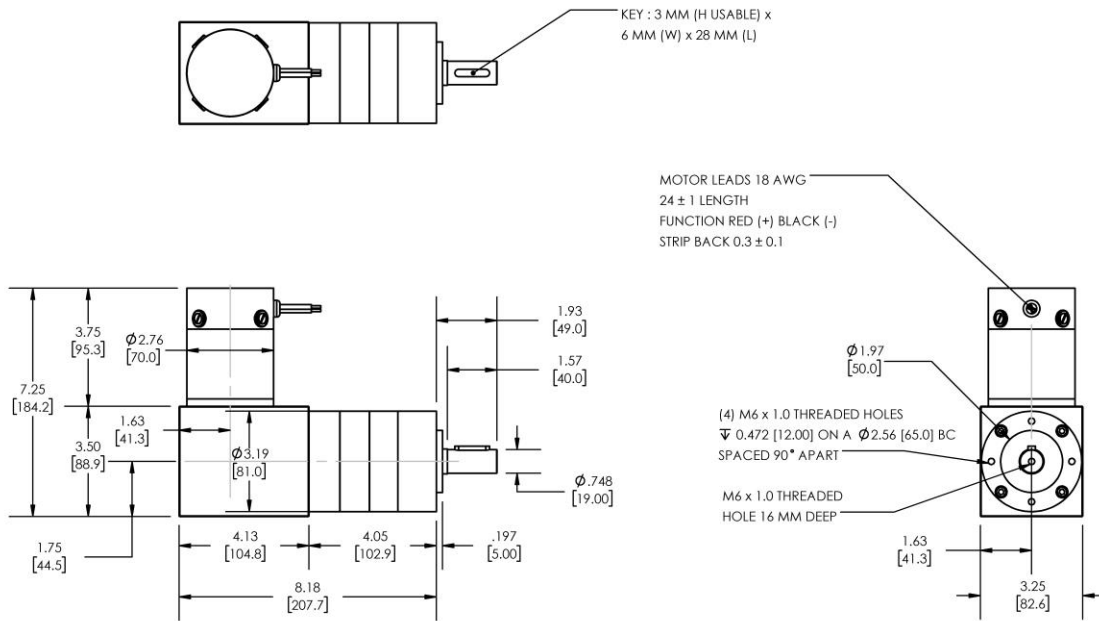 KEY : 3 MM (H USABLE) x
6 MM (W) x 28 MM (L)
MOTOR LEADS 18 AWG
24 ± 1 LENGTH
FUNCTION RED (+) BLACK (-)
STRIP BACK 0.3 ± 0.1
7.25
[184.2]
3.75
[95.3]
Ø2.76
[70.0]
1.93
[49.0]
1.57
[40.0]
1.63
[41.3]
3.50
[88.9]
Ø3.19
[81.0]
Ø.748
[19.00]
1.75
[44.5]
4.13
[104.8]
4.05
[102.9]
.197
[5.00]
8.18
[207.7]
Ø1.97
[50.0]
(4) M6 x 1.0 THREADED HOLES
↧ 0.472 [12.00] ON A Ø2.56 [65.0] BC
SPACED 90° APART
M6 x 1.0 THREADED
HOLE 16 MM DEEP
1.63
[41.3]
3.25
[82.6]